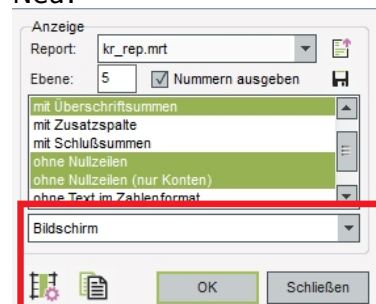 Neu:
Anzeige
Report: kr_rep.mrt
Ebene: 5 Nummern ausgeben
mit Überschriftsummen
mit Zusatzspalte
mit Schlußsummen
ohne Nullzeilen
ohne Nullzeilen (nur Konten)
ohne Text im Zahlenformat
Bildschirm
OK Schließen